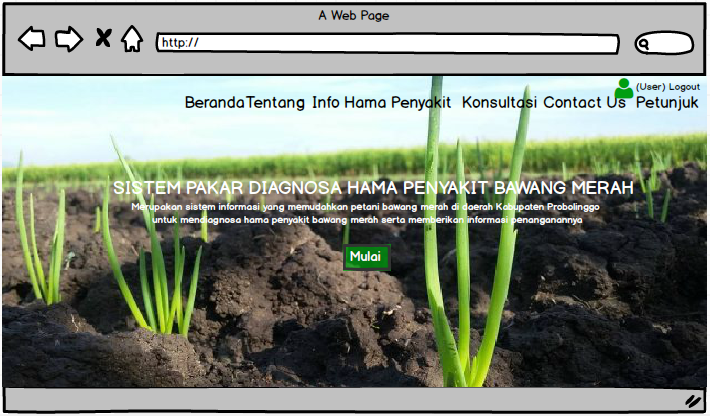 A Web Page
http://
(User) Logout
Beranda Tentang Info Hama Penyakit Konsultasi Contact Us Petunjuk
SISTEM PAKAR DIAGNOSA HAMA PENYAKIT BAWANG MERAH
Merupakan sistem informasi yang memudahkan petani bawang merah di daerah Kabupaten Probolinggo
untuk mendiagnosa hama penyakit bawang merah serta memberikan informasi penanganannya
Mulai